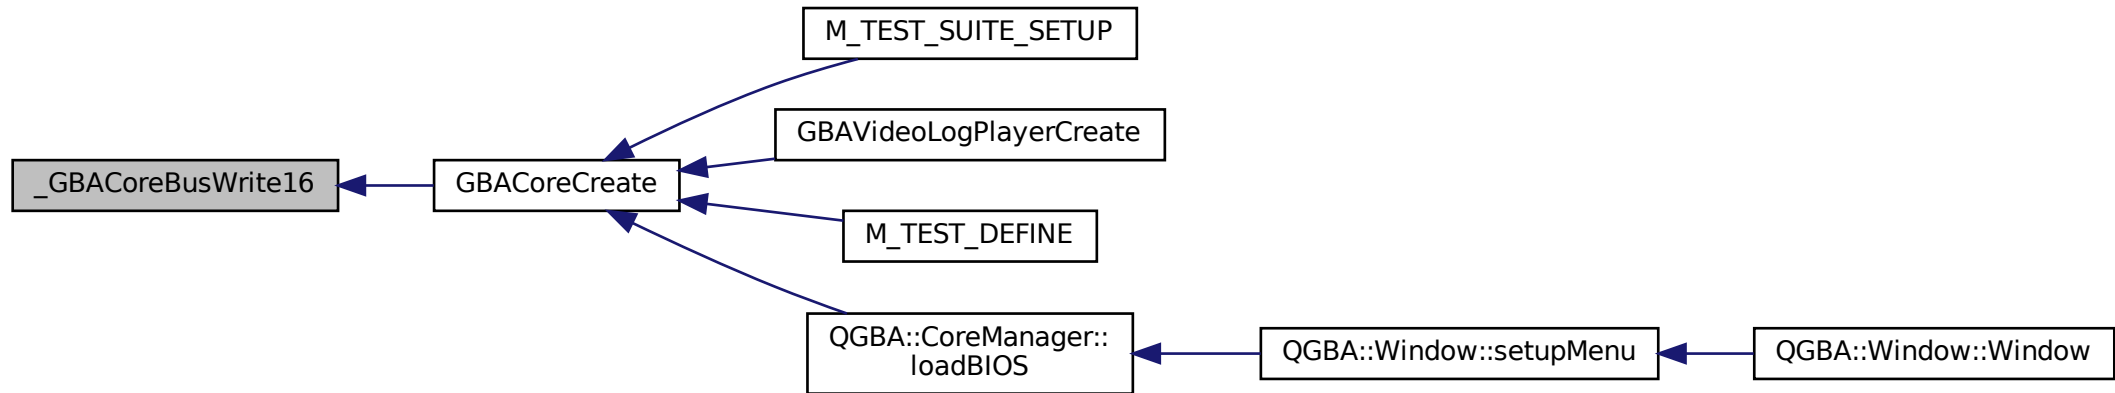 M_TEST_SUITE_SETUP
GBAVideoLogPlayerCreate
_GBACoreBusWrite16
GBACoreCreate
M_TEST_DEFINE
QGBA::CoreManager::
loadBIOS
QGBA::Window::setupMenu
QGBA::Window::Window